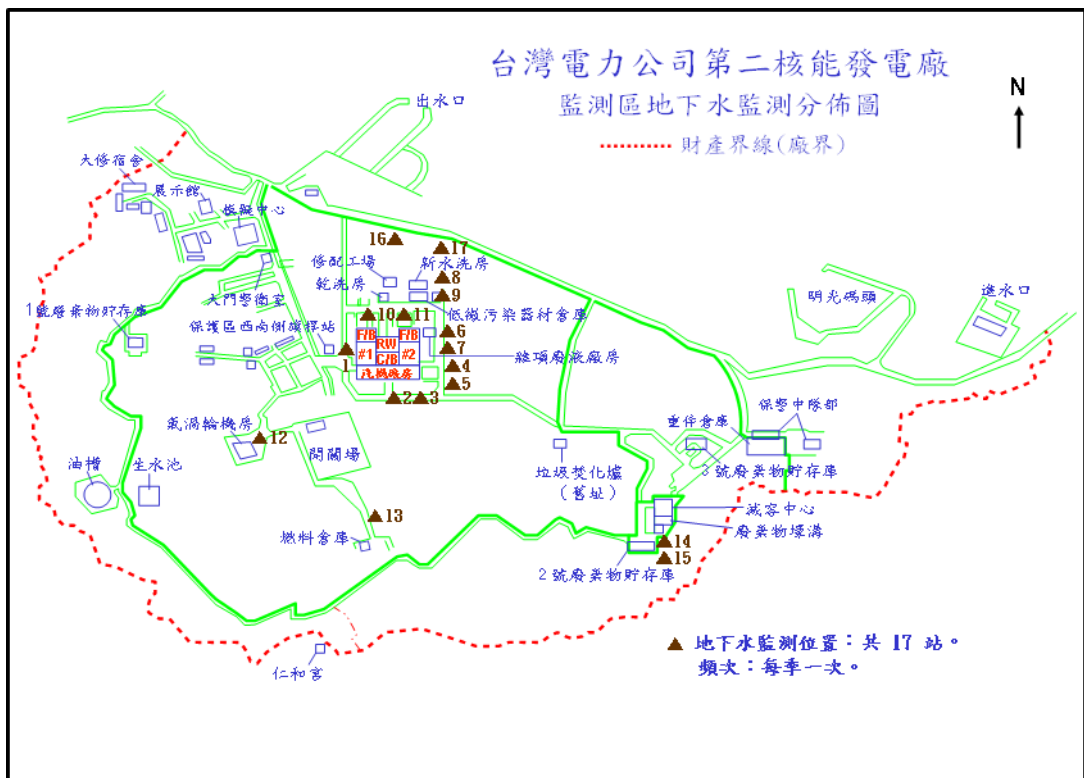 台灣電力公司第二核能發電廠
監測區地下水監測分佈圖
財產界線(廠界)
N
出水口
大修宿舍
展示館
模擬中心
16
17
修配工場
新水洗房
8
乾洗房
9
大門警衛室
明光碼頭
進水口
1號廢棄物貯存庫
10
11
低微污染器材倉庫
保護區西南側旗桿站
F/B
F/B
6
RW
#1
#2
7
雜項廢液廠房
1
C/B
4
汽機廠房
5
2
3
保警中隊部
重件倉庫
氣渦輪機房
12
開關場
垃圾焚化爐
(舊址)
3號廢棄物貯存庫
油槽
生水池
減容中心
13
廢棄物壕溝
燃料倉庫
14
15
2號廢棄物貯存庫
地下水監測位置:共 17 站。
頻次:每季一次。
仁和宮